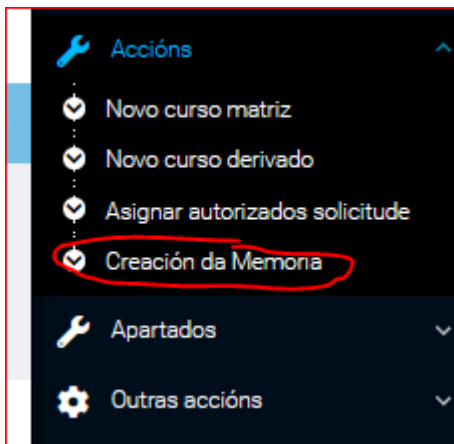 Accións
Novo curso matriz
Novo curso derivado
Asignar autorizados solicitude
Creación da Memoria
Apartados
Outras accións